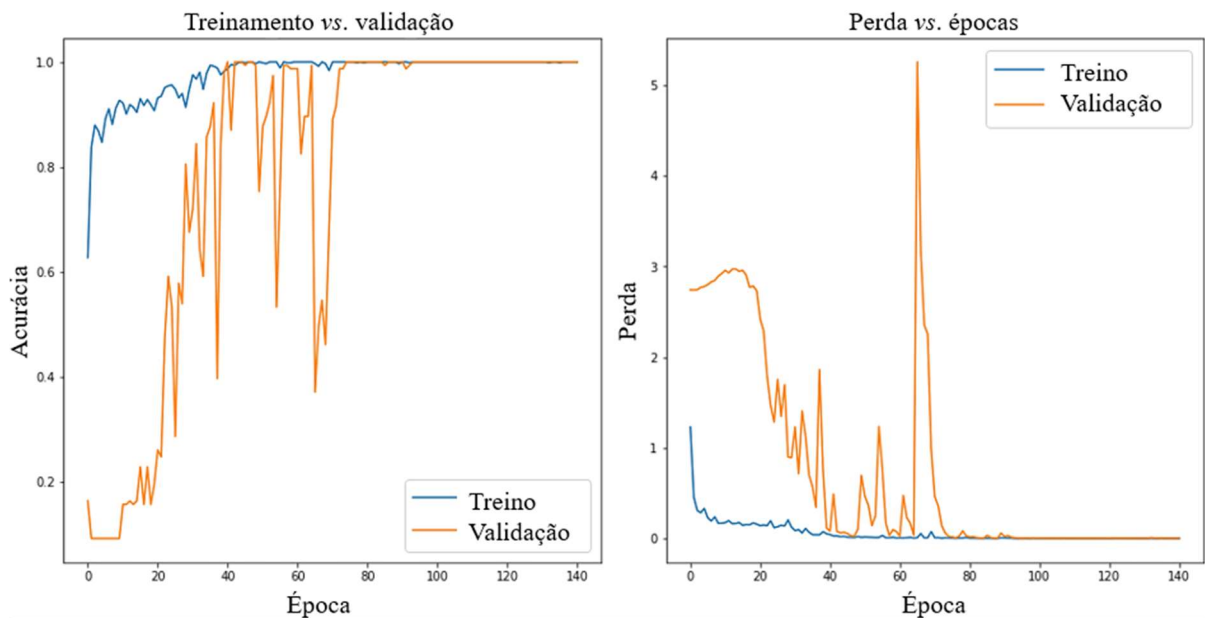 Treinamento vs. validação
Acurácia
1.0
0.8
0.6
0.4
0.2
Treino
Validação
0
20
40
60
80
100
120
140
Época
Perda vs. épocas
Perda
5
4
3
2
1
0
Treino
Validação
0
20
40
60
80
100
120
140
Época